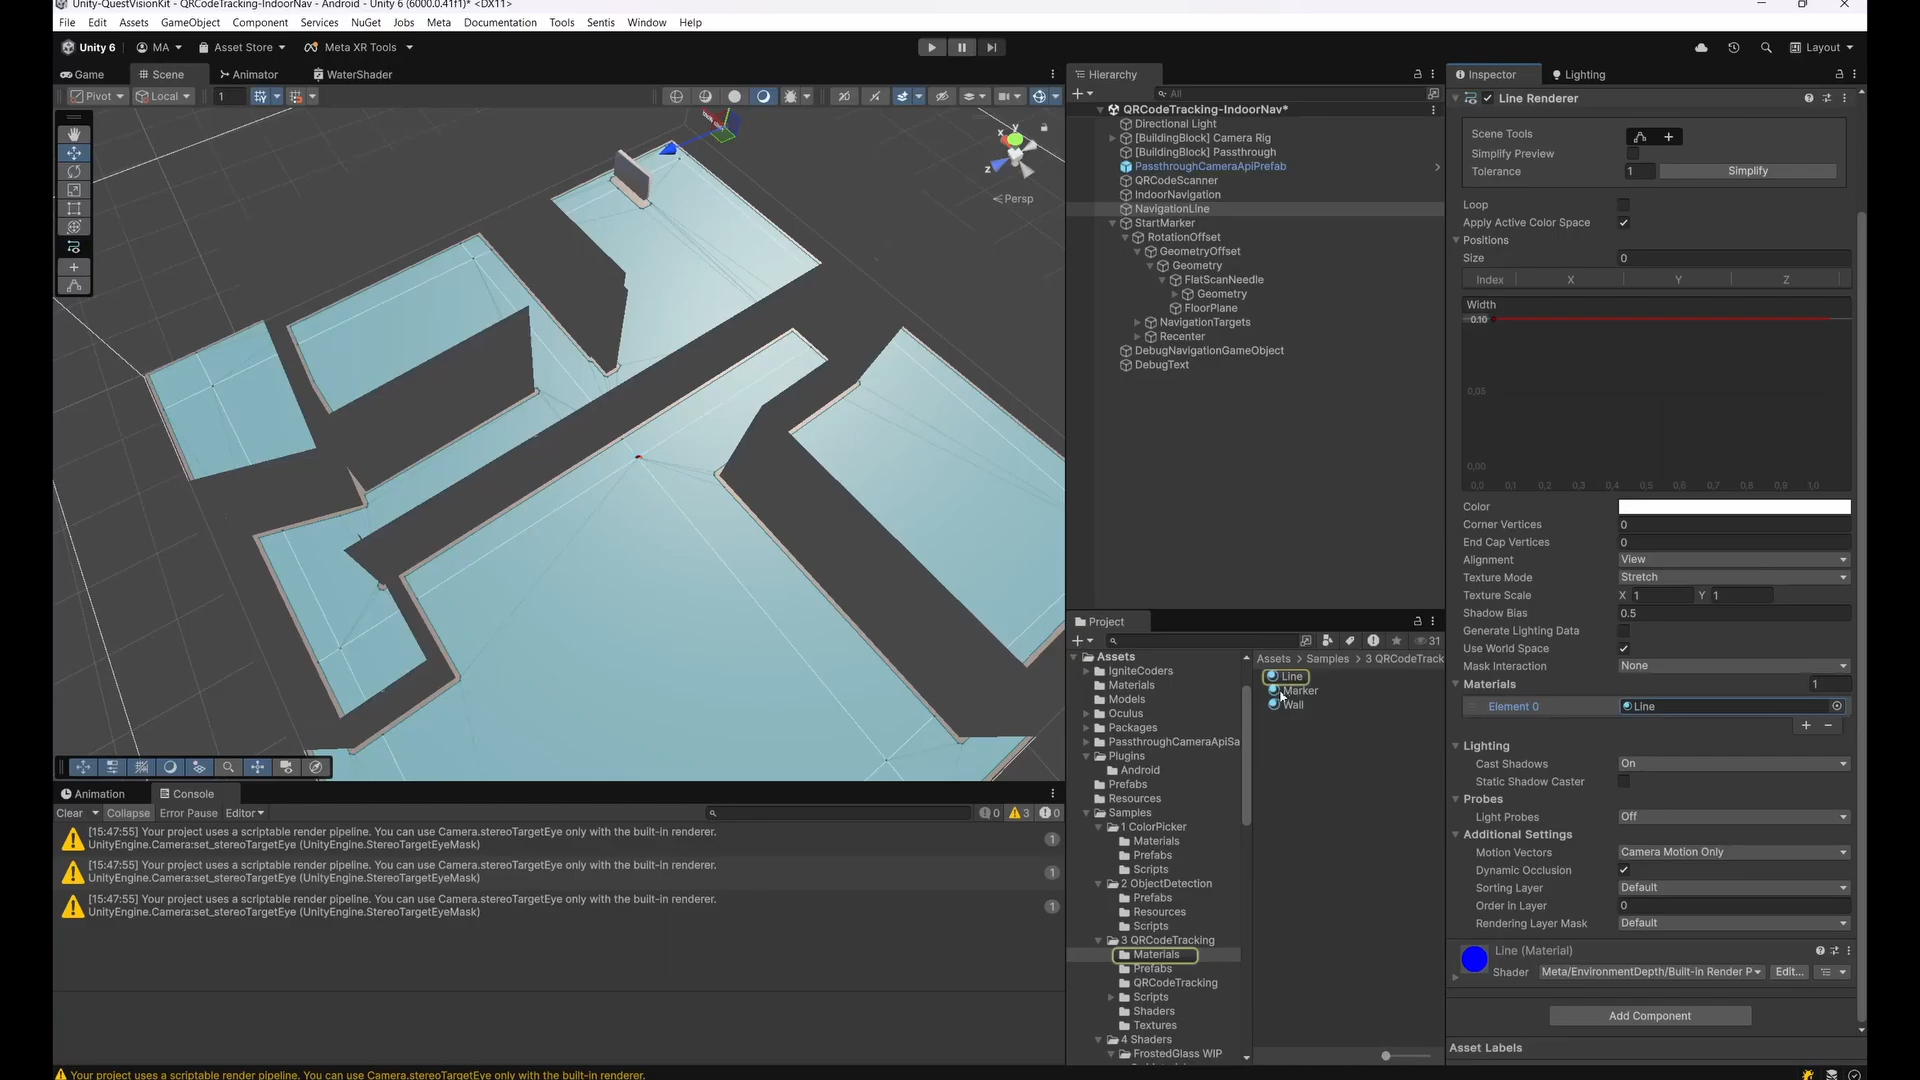 Unity-QuestVisionKit - QRCodeTracking-IndoorNav - Android - Unity 6 (6000.0.41f1)* <DX11>
File Edit Assets GameObject Component Services NuGet Jobs Meta Documentation Tools Sentis Window Help
Unity 6 MA Asset Store Meta XR Tools Layout
Game Scene Animator WaterShader
Pivot Local 1
x y z
Persp
Hierarchy
All
QRCodeTracking-IndoorNav*
Directional Light
[BuildingBlock] Camera Rig
[BuildingBlock] Passthrough
PassthroughCameraApiPrefab
QRCodeScanner
IndoorNavigation
NavigationLine
StartMarker
RotationOffset
GeometryOffset
Geometry
FlatScanNeedle
Geometry
FloorPlane
NavigationTargets
Recenter
DebugNavigationGameObject
DebugText
Project
31
Assets
IgniteCoders
Materials
Models
Oculus
Packages
PassthroughCameraApiSa
Plugins
Android
Prefabs
Resources
Samples
1 ColorPicker
Materials
Prefabs
Scripts
2 ObjectDetection
Prefabs
Resources
Scripts
3 QRCodeTracking
Materials
Prefabs
QRCodeTracking
Scripts
Shaders
Textures
4 Shaders
FrostedGlass WIP
Assets > Samples > 3 QRCodeTrack
Line
Marker
Wall
Inspector Lighting
Line Renderer
Scene Tools
Simplify Preview
Tolerance 1 Simplify
Loop
Apply Active Color Space
Positions
Size 0
Index X Y Z
Width
0.10
0,05
0,00
0,0 0,1 0,2 0,3 0,4 0,5 0,6 0,7 0,8 0,9 1,0
Color
Corner Vertices 0
End Cap Vertices 0
Alignment View
Texture Mode Stretch
Texture Scale X 1 Y 1
Shadow Bias 0.5
Generate Lighting Data
Use World Space
Mask Interaction None
Materials 1
Element 0 Line
Lighting
Cast Shadows On
Static Shadow Caster
Probes
Light Probes Off
Additional Settings
Motion Vectors Camera Motion Only
Dynamic Occlusion
Sorting Layer Default
Order in Layer 0
Rendering Layer Mask Default
Line (Material)
Shader Meta/EnvironmentDepth/Built-in Render P Edit...
Add Component
Asset Labels
Animation Console
Clear Collapse Error Pause Editor 0 3 0
[15:47:55] Your project uses a scriptable render pipeline. You can use Camera.stereoTargetEye only with the built-in renderer.
UnityEngine.Camera:set_stereoTargetEye (UnityEngine.StereoTargetEyeMask)
1
[15:47:55] Your project uses a scriptable render pipeline. You can use Camera.stereoTargetEye only with the built-in renderer.
UnityEngine.Camera:set_stereoTargetEye (UnityEngine.StereoTargetEyeMask)
1
[15:47:55] Your project uses a scriptable render pipeline. You can use Camera.stereoTargetEye only with the built-in renderer.
UnityEngine.Camera:set_stereoTargetEye (UnityEngine.StereoTargetEyeMask)
1
Your project uses a scriptable render pipeline. You can use Camera.stereoTargetEye only with the built-in renderer.